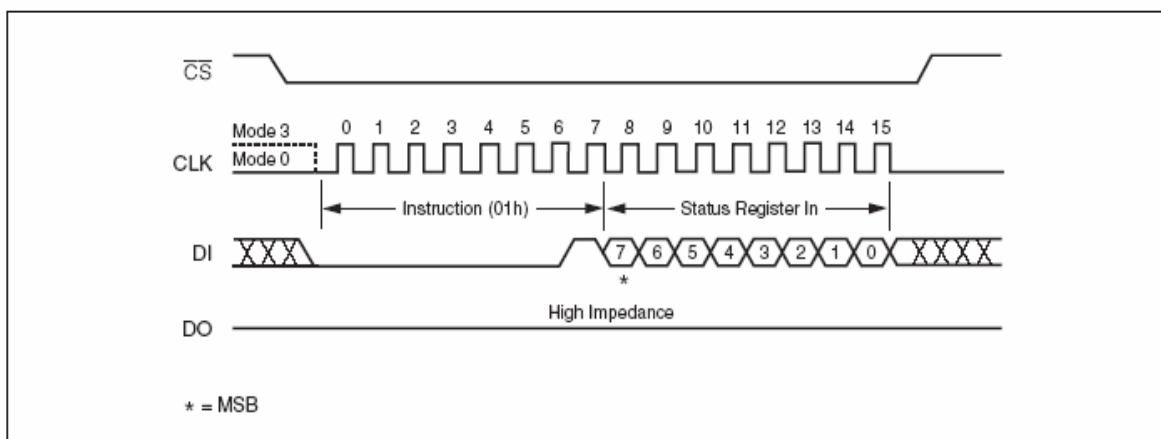 CS
Mode 3
0 1 2 3 4 5 6 7 8 9 10 11 12 13 14 15
Mode 0
CLK
Instruction (01h)
Status Register In
DI
7 6 5 4 3 2 1 0
*
High Impedance
DO
* = MSB